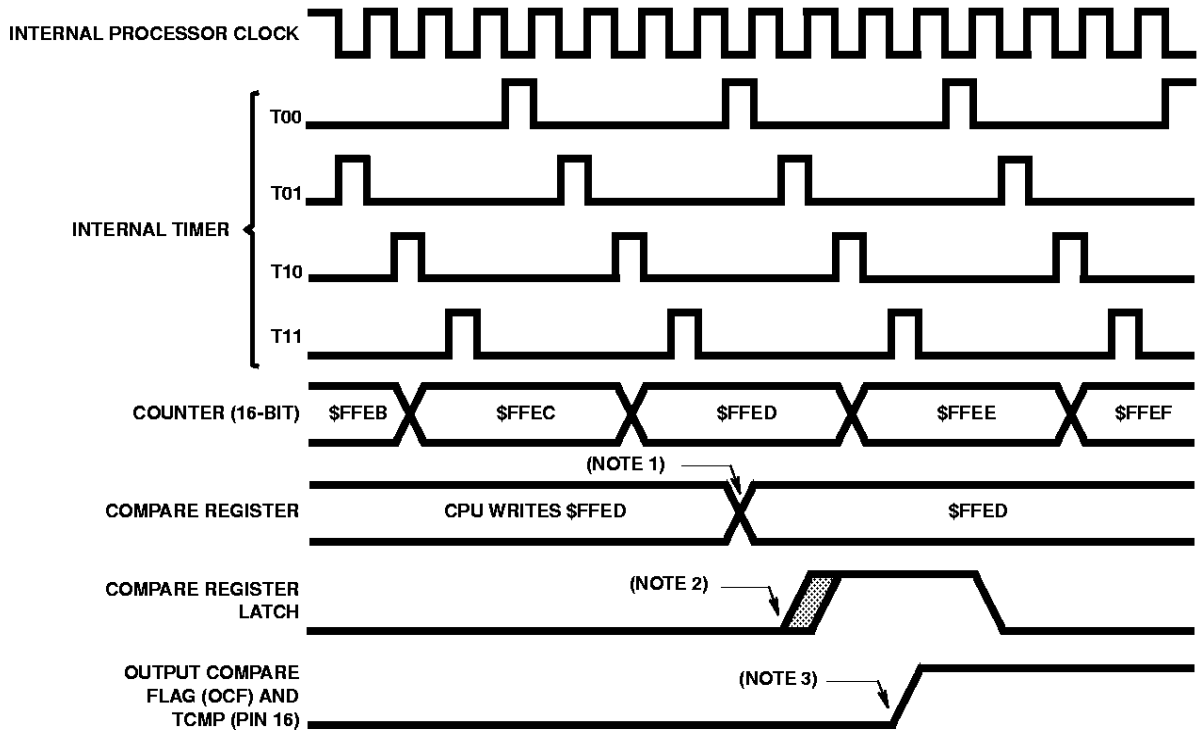 INTERNAL PROCESSOR CLOCK
T00
T01
INTERNAL TIMER
T10
T11
COUNTER (16-BIT)
$FFEB
$FFEC
$FFED
$FFEE
$FFEF
(NOTE 1)
COMPARE REGISTER
CPU WRITES $FFED
$FFED
(NOTE 2)
COMPARE REGISTER
LATCH
(NOTE 3)
OUTPUT COMPARE
FLAG (OCF) AND
TCMP (PIN 16)